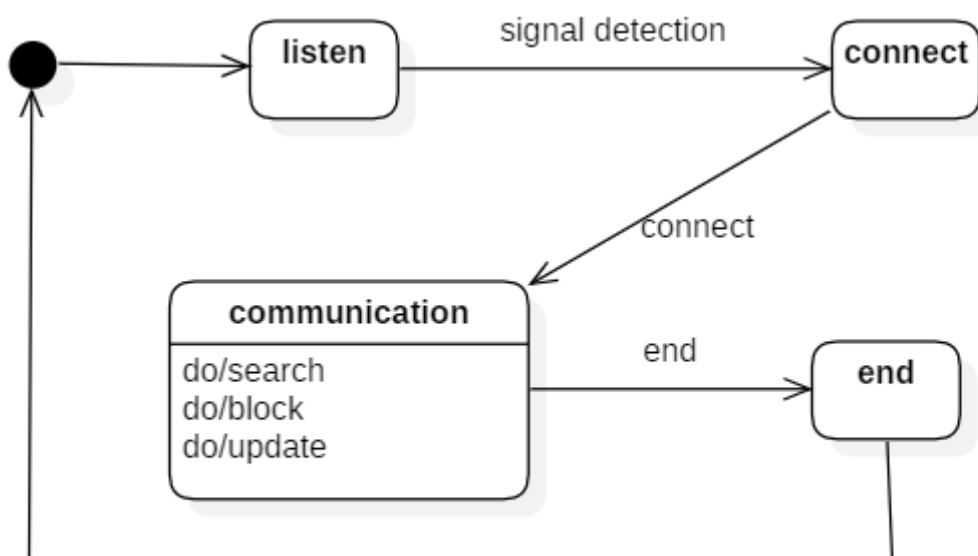 listen
signal detection
connect
connect
communication
do/search
do/block
do/update
end
end